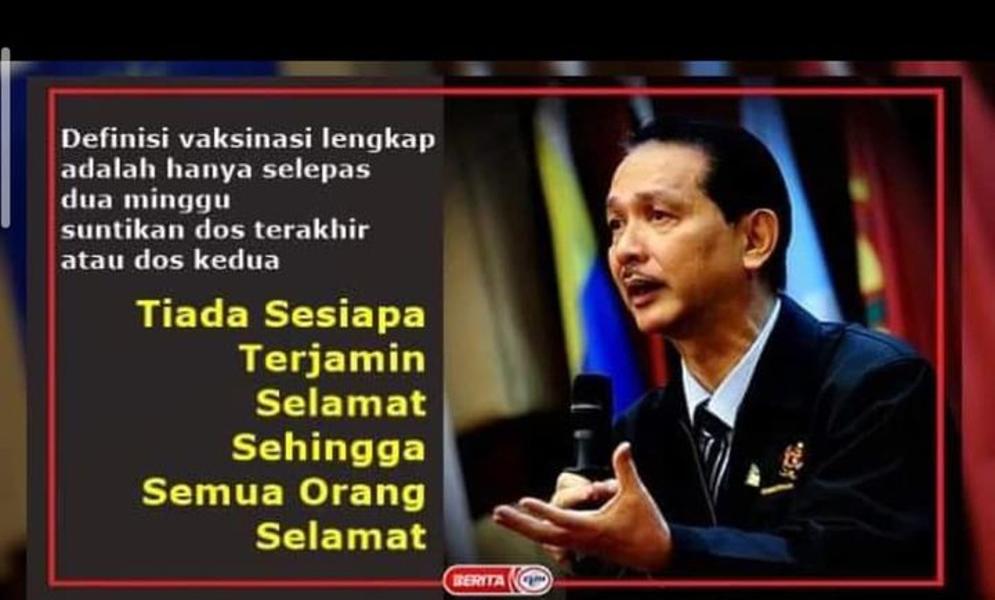 Definisi vaksinasi lengkap
adalah hanya selepas
dua minggu
suntikan dos terakhir
atau dos kedua
Tiada Sesiapa
Terjamin
Selamat
Sehingga
Semua Orang
Selamat
BERITA